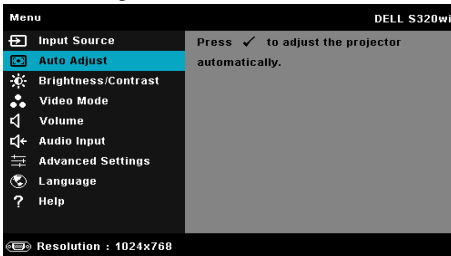 Menu DELL S320wi
Input Source
Auto Adjust
Brightness/Contrast
Video Mode
Volume
Audio Input
Advanced Settings
Language
? Help
Press ✓ to adjust the projector
automatically.
Resolution : 1024x768